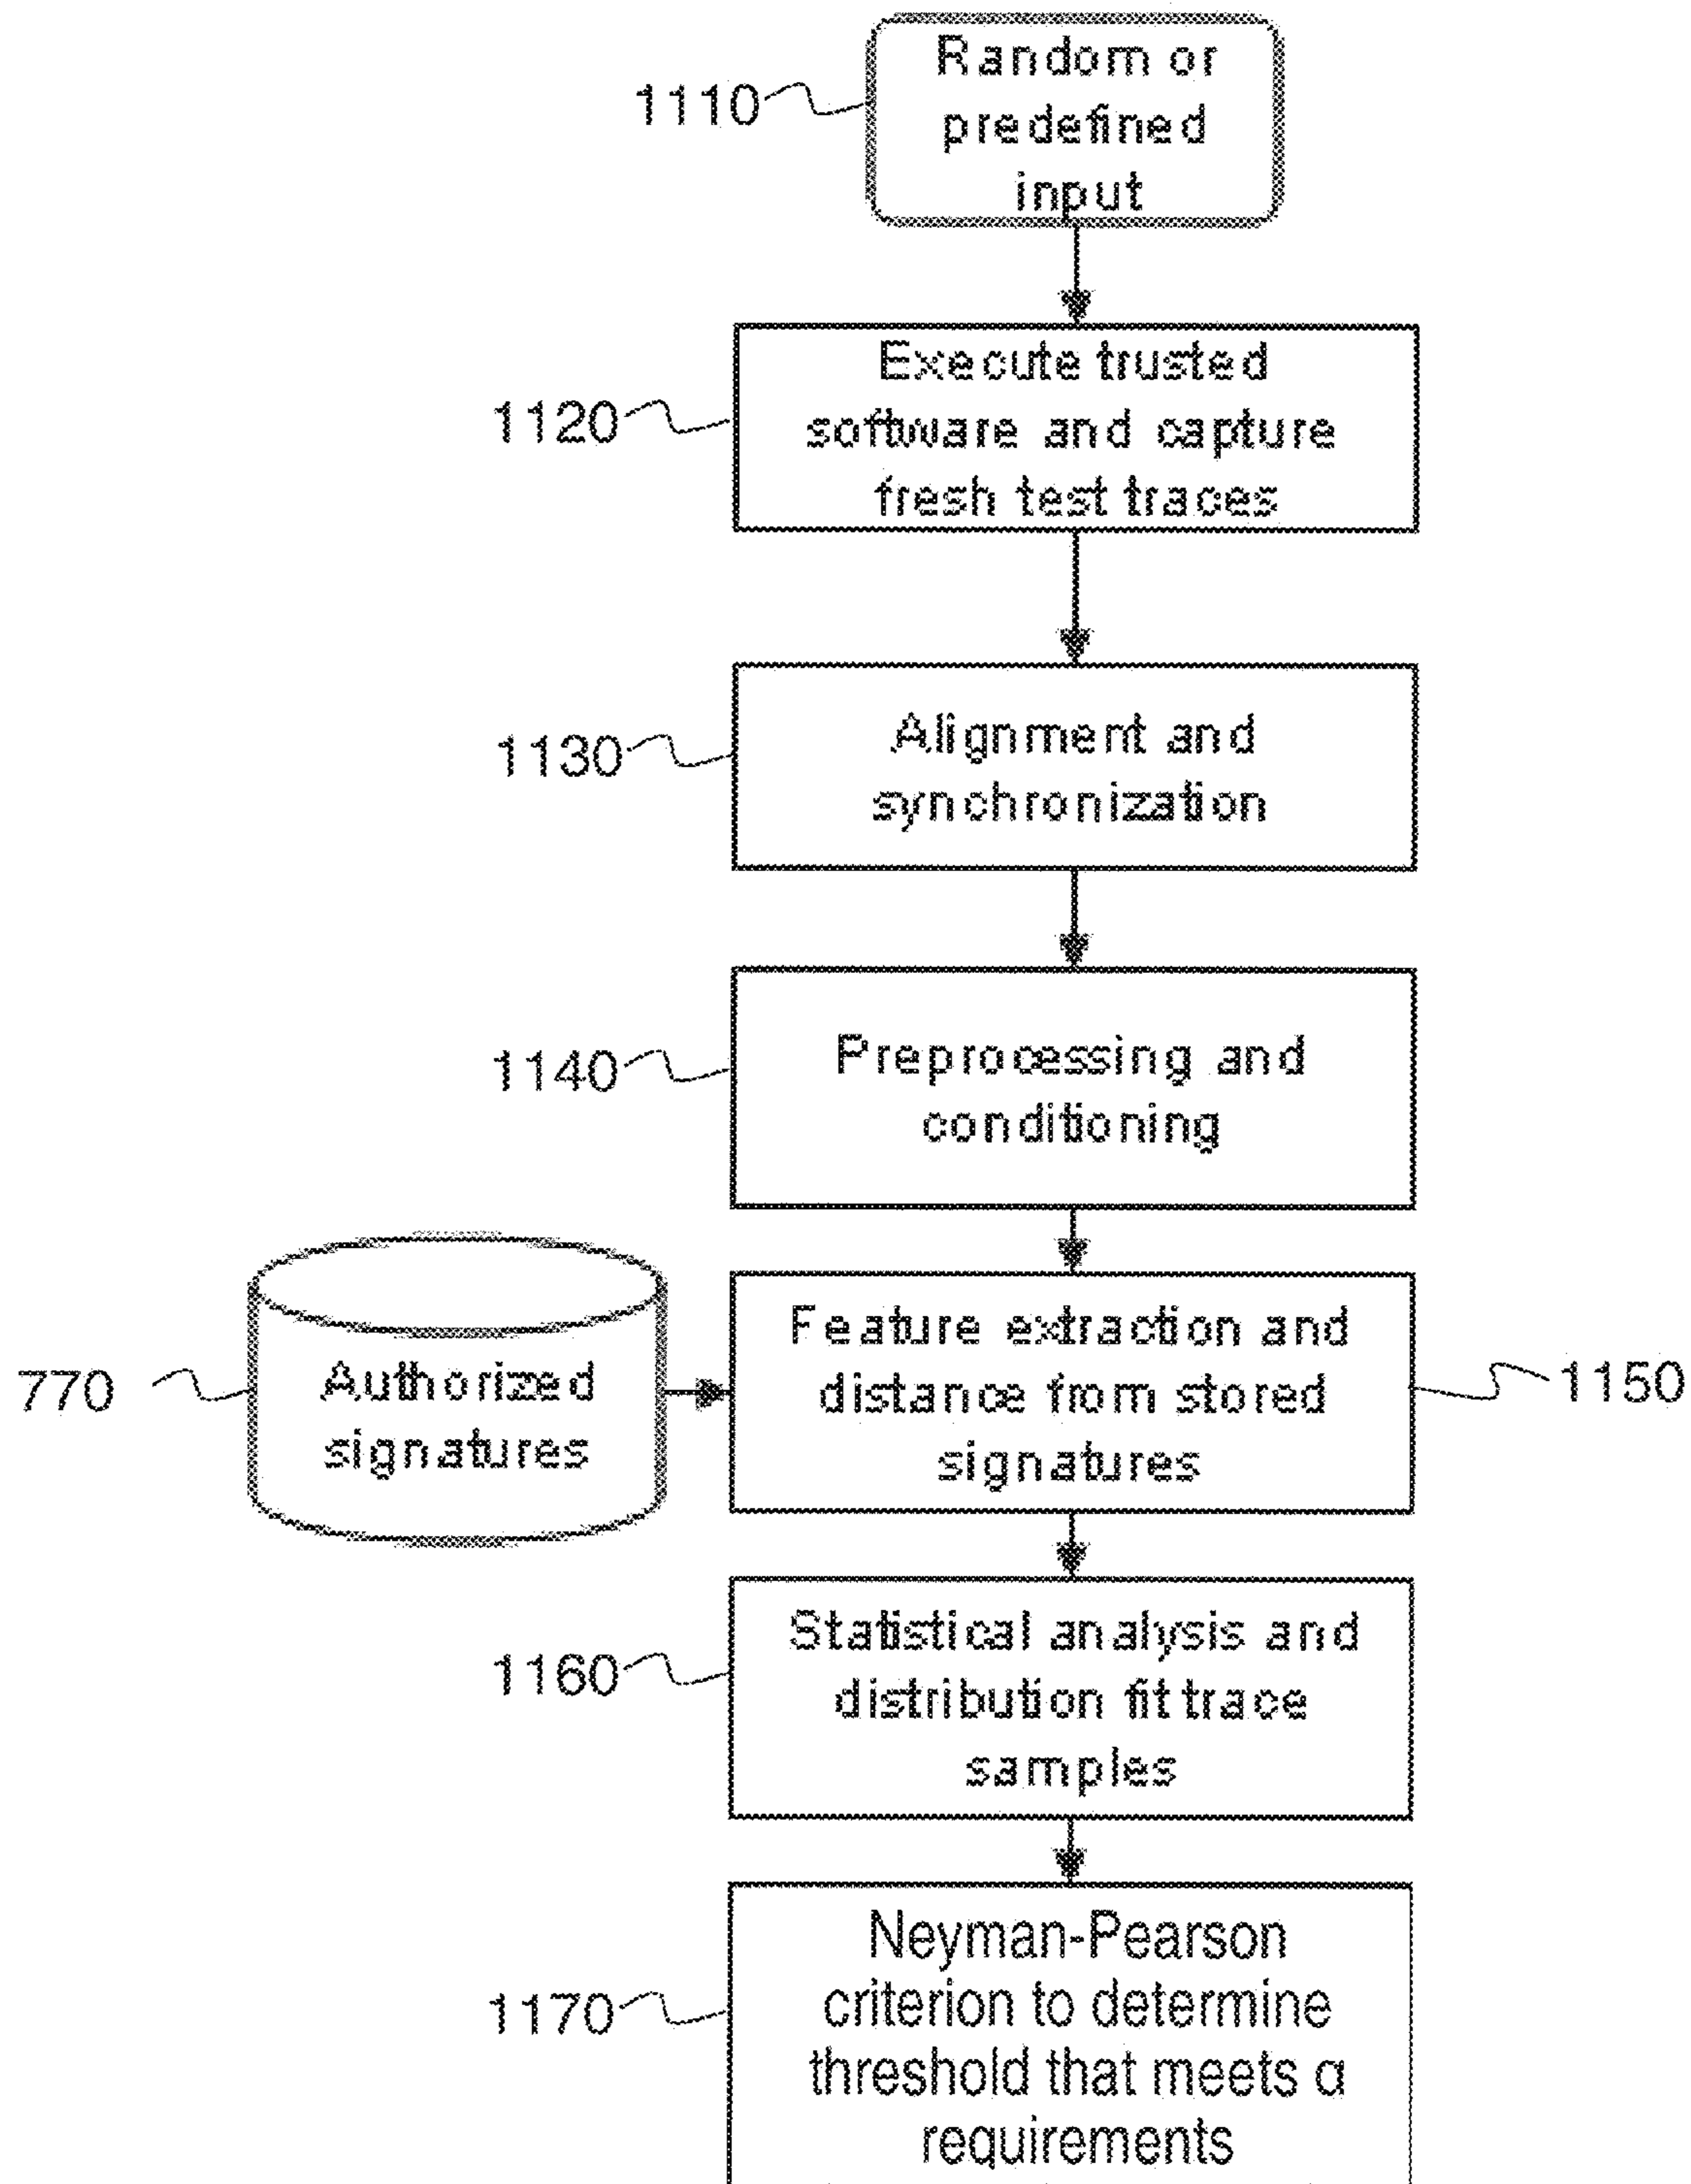 Random or
predefined
input
1110
Execute trusted
software and capture
fresh test traces
1120
Alignment and
synchronization
1130
Preprocessing and
conditioning
1140
Authorized
signatures
770
Feature extraction and
distance from stored
signatures
1150
Statistical analysis and
distribution fit trace
samples
1160
Neyman-Pearson
criterion to determine
threshold that meets α
requirements
1170